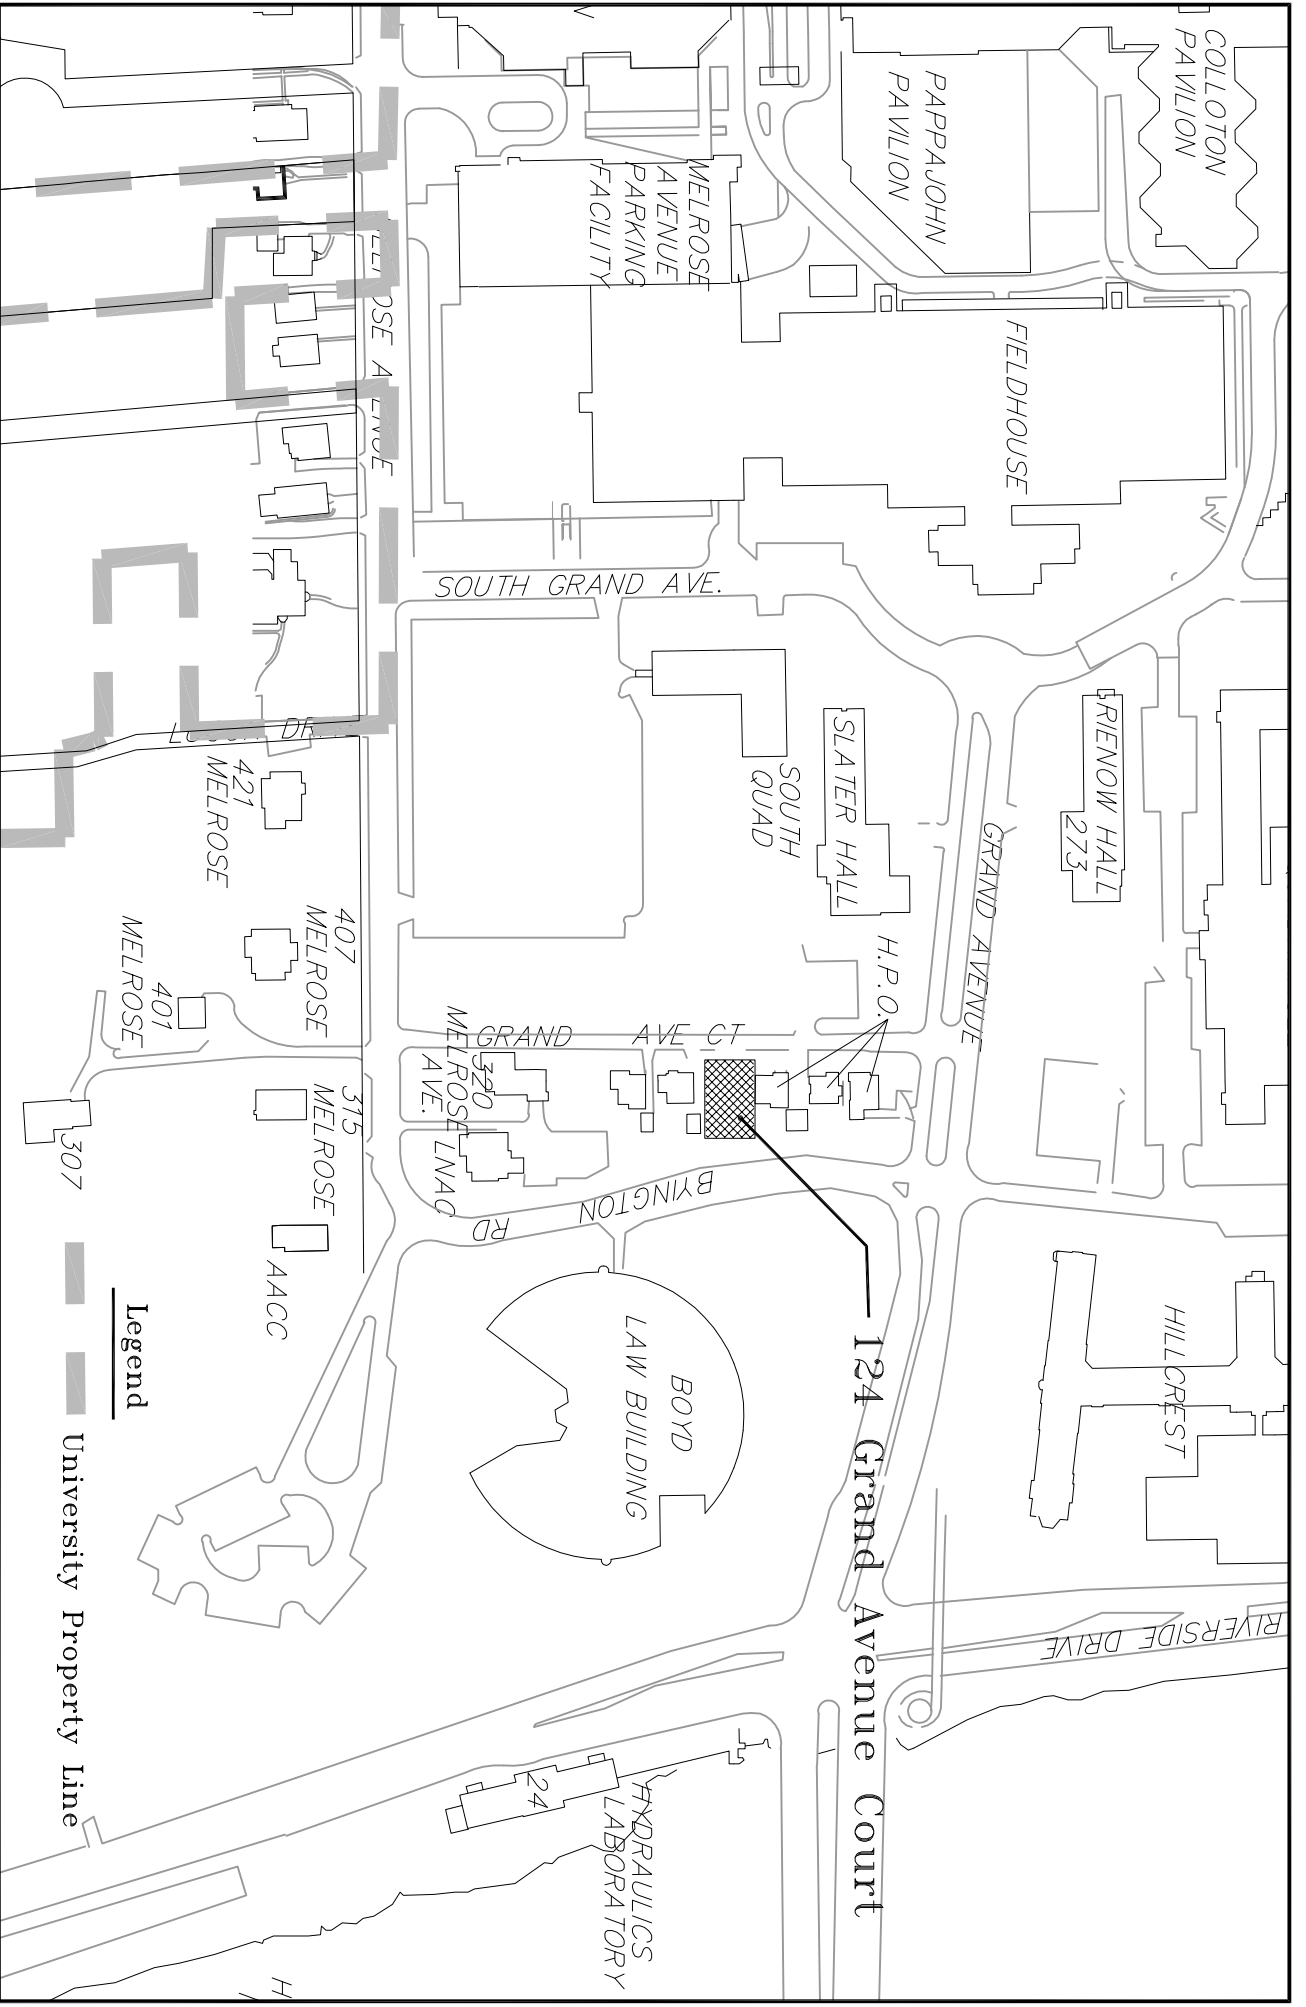 COLLOTON
PAVILION
PAPPAJOHN
PAVILION
MELROSE
AVENUE
PARKING
FACILITY
FIELDHOUSE
SOUTH GRAND AVE.
RIENOW HALL
273
SLATER HALL
SOUTH
QUAD
GRAND AVENUE
H.P.O.
GRAND AVE CT
421
MELROSE
407
MELROSE
401
MELROSE
320
MELROSE
AVE.
LNAC
315
MELROSE
307
AACC
BYINGTON RD
BOYD
LAW BUILDING
HILLCREST
124 Grand Avenue Court
RIVERSIDE DRIVE
HYDRAULICS
LABORATORY
24
H
Legend
University Property Line